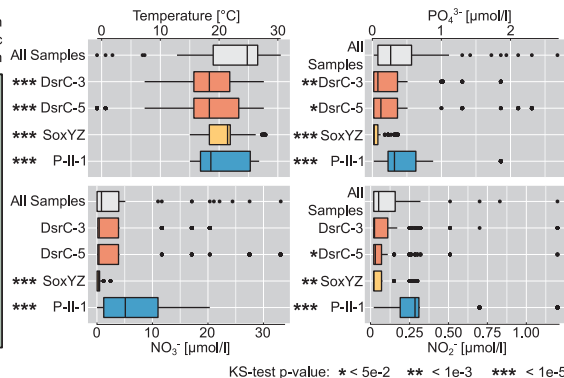 Temperature [°C]
0 10 20 30
All Samples
*** DsrC-3
*** DsrC-5
*** SoxYZ
*** P-II-1
PO₄³⁻ [µmol/l]
0 1 2
All
Samples
**DsrC-3
*DsrC-5
***SoxYZ
*** P-II-1
All Samples
DsrC-3
DsrC-5
*** SoxYZ
*** P-II-1
0 10 20 30
NO₃⁻ [µmol/l]
All
Samples
DsrC-3
*DsrC-5
** SoxYZ
*** P-II-1
0 0,25 0.50 0.75 1.00
NO₂⁻ [µmol/l]
KS-test p-value: * < 5e-2 ** < 1e-3 *** < 1e-5